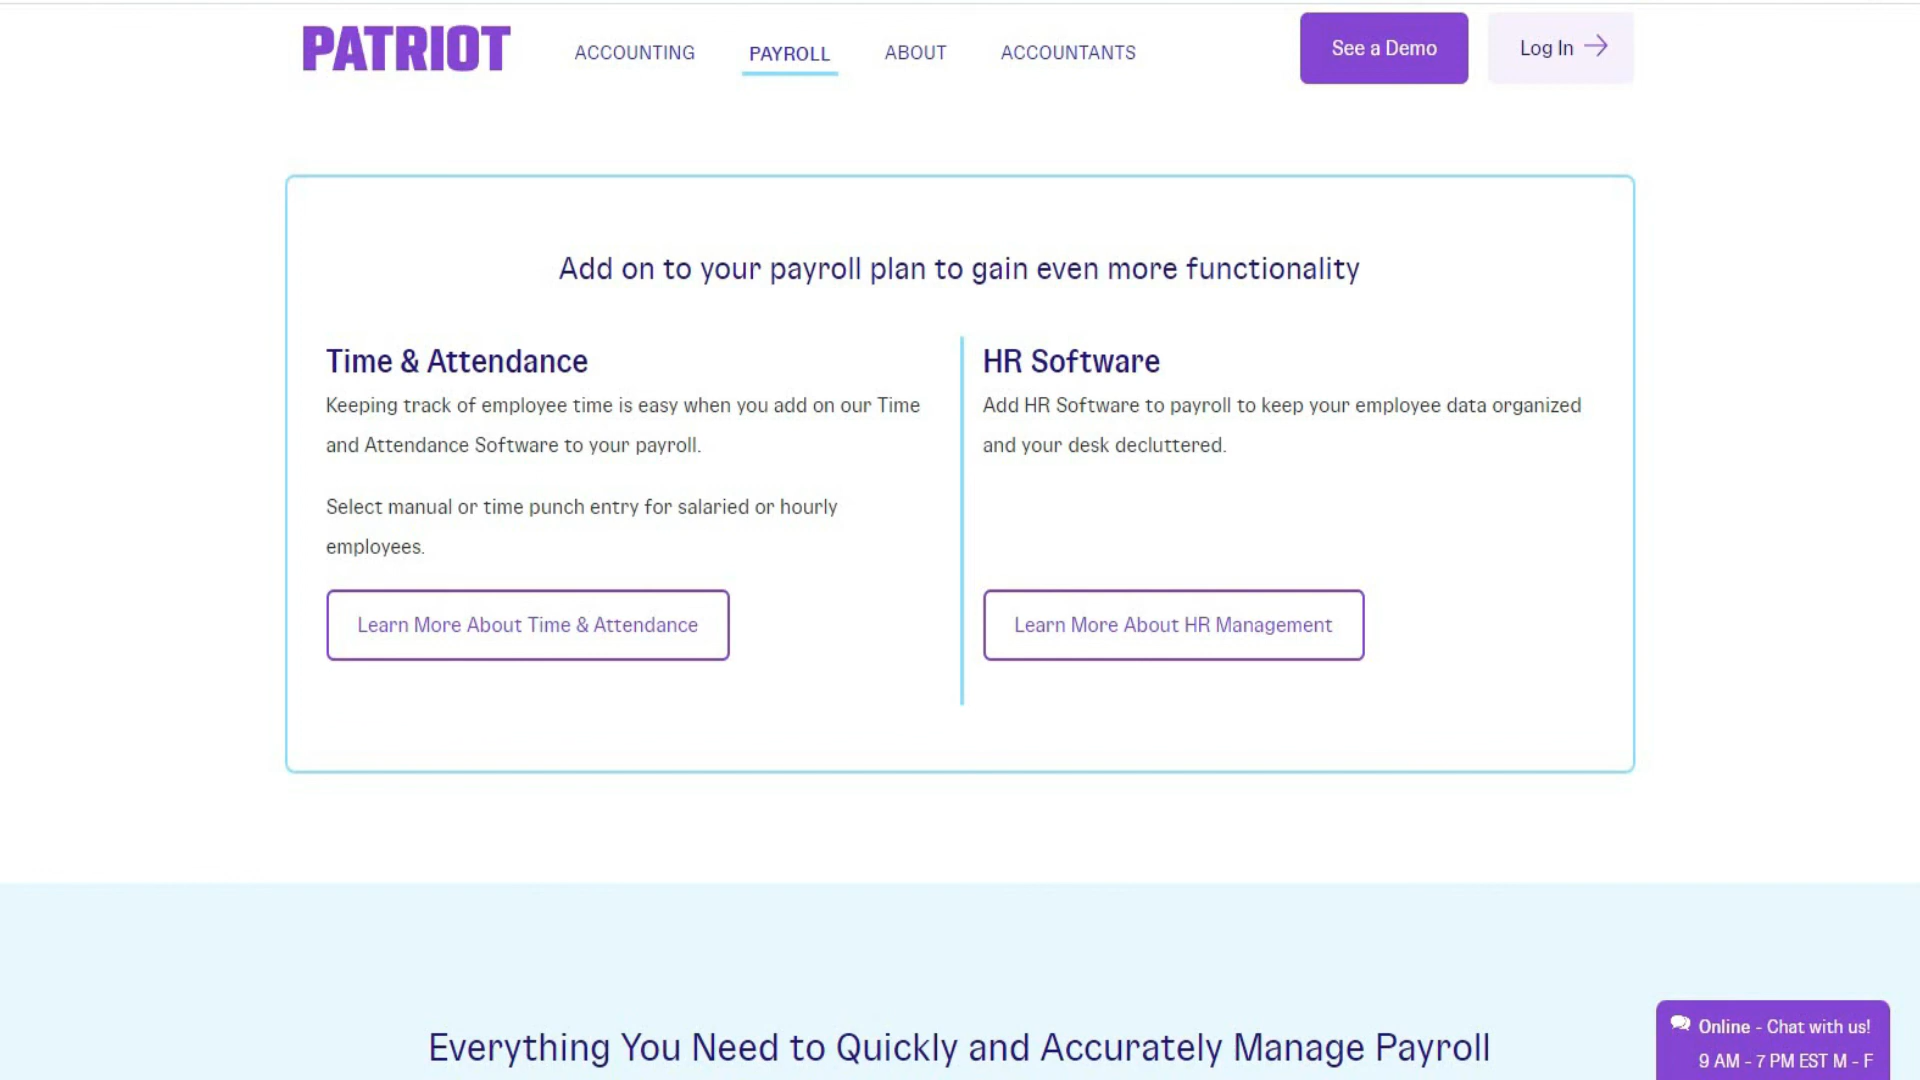 PATRIOT
ACCOUNTING
PAYROLL
ABOUT
ACCOUNTANTS
See a Demo
Log In
Add on to your payroll plan to gain even more functionality
Time & Attendance
Keeping track of employee time is easy when you add on our Time
and Attendance Software to your payroll.
Select manual or time punch entry for salaried or hourly
employees.
Learn More About Time & Attendance
HR Software
Add HR Software to payroll to keep your employee data organized
and your desk decluttered.
Learn More About HR Management
Everything You Need to Quickly and Accurately Manage Payroll
Online - Chat with us!
9 AM - 7 PM EST M - F